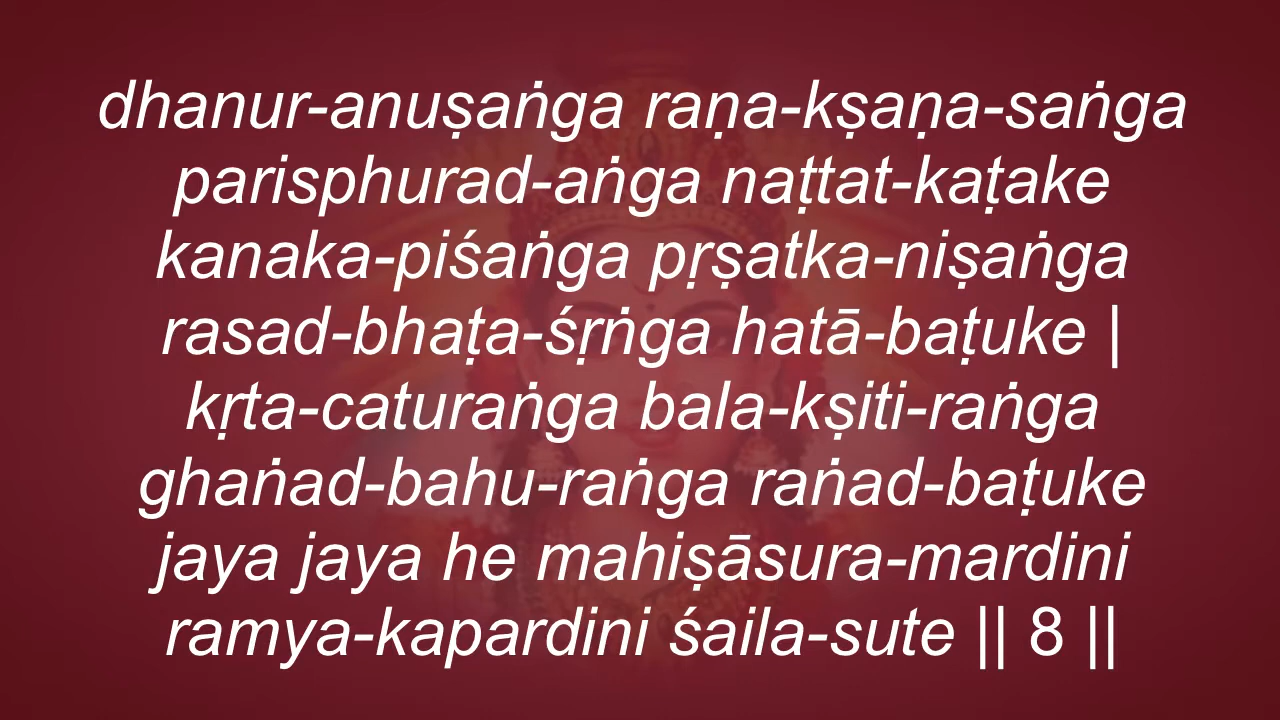 dhanur-anuṣaṅga raṇa-kṣaṇa-saṅga
parisphurad-aṅga naṭṭat-kaṭake
kanaka-piśaṅga pṛṣatka-niṣaṅga
rasad-bhaṭa-śṛṅga hatā-baṭuke |
kṛta-caturaṅga bala-kṣiti-raṅga
ghaṅad-bahu-raṅga raṅad-baṭuke
jaya jaya he mahiṣāsura-mardini
ramya-kapardini śaila-sute || 8 ||